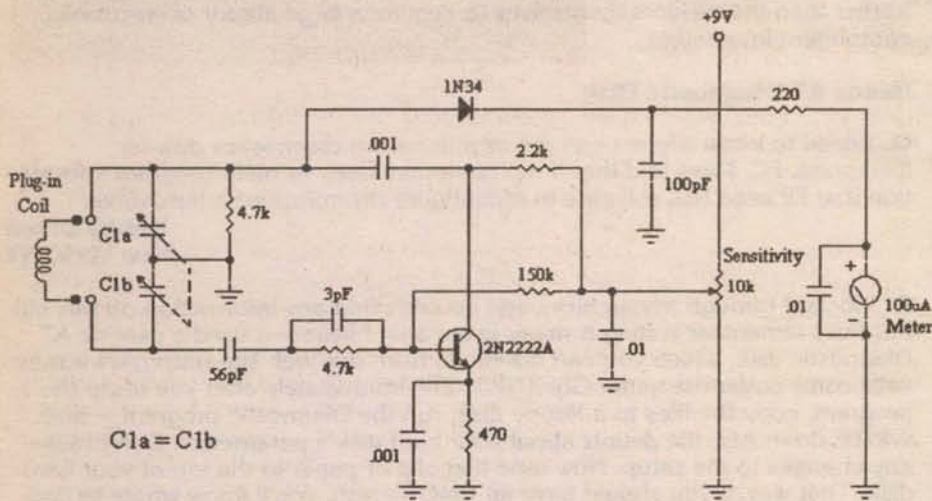 +9V
1N34
220
.001
2.2k
Plug-in
Coil
C1a
4.7k
100pF
C1b
3pF
150k
Sensitivity
10k
+
.01
100uA
Meter
56pF
4.7k
2N2222A
.01
C1a = C1b
.001
470